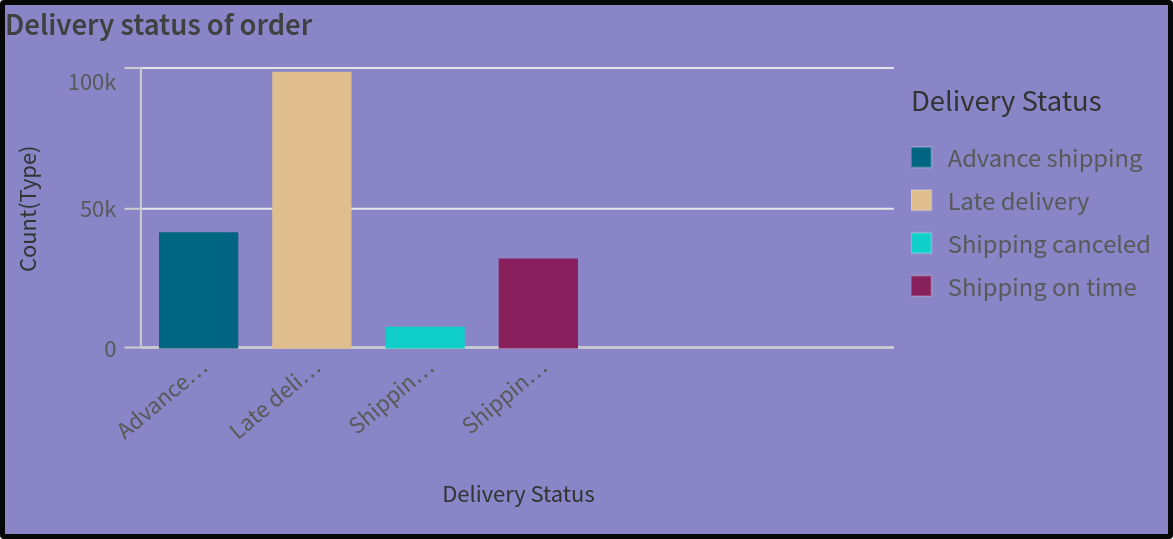 Delivery status of order
100k
50k
0
Count(Type)
Advance...
Late deli...
Shippin...
Shippin...
Delivery Status
Delivery Status
Advance shipping
Late delivery
Shipping canceled
Shipping on time